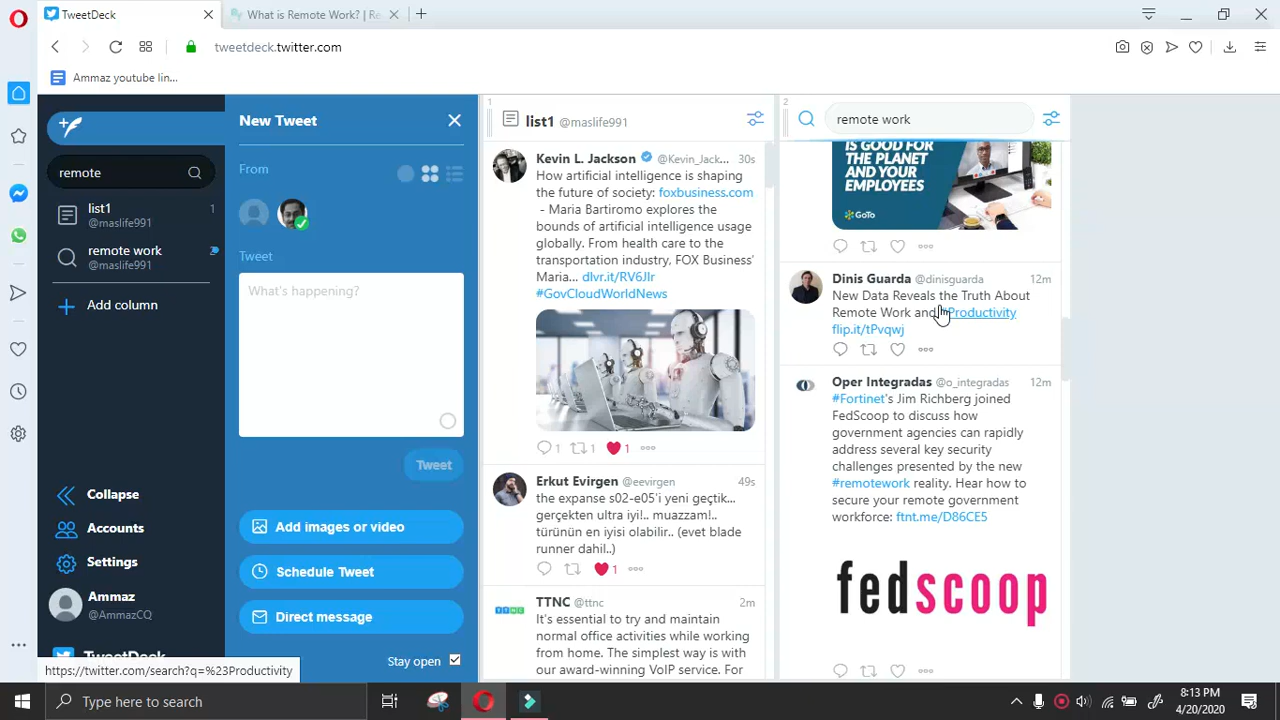 TweetDeck
What is Remote Work? | Re
tweetdeck.twitter.com
Ammaz youtube lin...
remote
list1
@maslife991
1
remote work
@maslife991
Add column
Collapse
Accounts
Settings
Ammaz
@AmmazCQ
TweetDeck
New Tweet
From
Tweet
What's happening?
Tweet
Add images or video
Schedule Tweet
Direct message
Stay open
https://twitter.com/search?q=%23Productivity
1
list1 @maslife991
Kevin L. Jackson @Kevin_Jack... 30s
How artificial intelligence is shaping
the future of society: foxbusiness.com
- Maria Bartiromo explores the
bounds of artificial intelligence usage
globally. From health care to the
transportation industry, FOX Business'
Maria... dlvr.it/RV6JIr
#GovCloudWorldNews
1 1 1
Erkut Evirgen @eevirgen 49s
the expanse s02-e05'i yeni geçtik...
gerçekten ultra iyi!.. muazzam!..
türünün en iyisi olabilir.. (evet blade
runner dahil..)
1
TTNC @ttnc 2m
It's essential to try and maintain
normal office activities while working
from home. The simplest way is with
our award-winning VoIP service. For
2
remote work
IS GOOD FOR
THE PLANET
AND YOUR
EMPLOYEES
GoTo
Dinis Guarda @dinisguarda 12m
New Data Reveals the Truth About
Remote Work and #Productivity
flip.it/tPvqwj
Oper Integradas @o_integradas 12m
#Fortinet's Jim Richberg joined
FedScoop to discuss how
government agencies can rapidly
address several key security
challenges presented by the new
#remotework reality. Hear how to
secure your remote government
workforce: ftnt.me/D86CE5
fedscoop
Type here to search
8:13 PM
4/20/2020